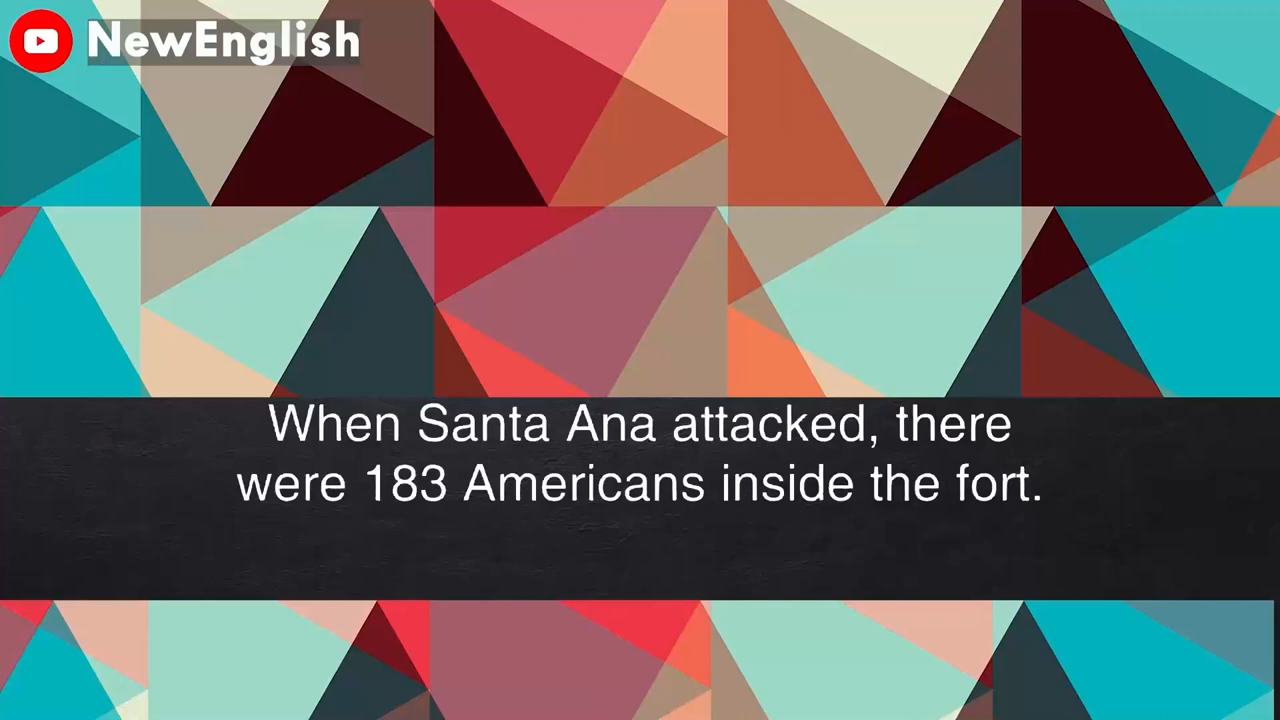 NewEnglish
When Santa Ana attacked, there
were 183 Americans inside the fort.